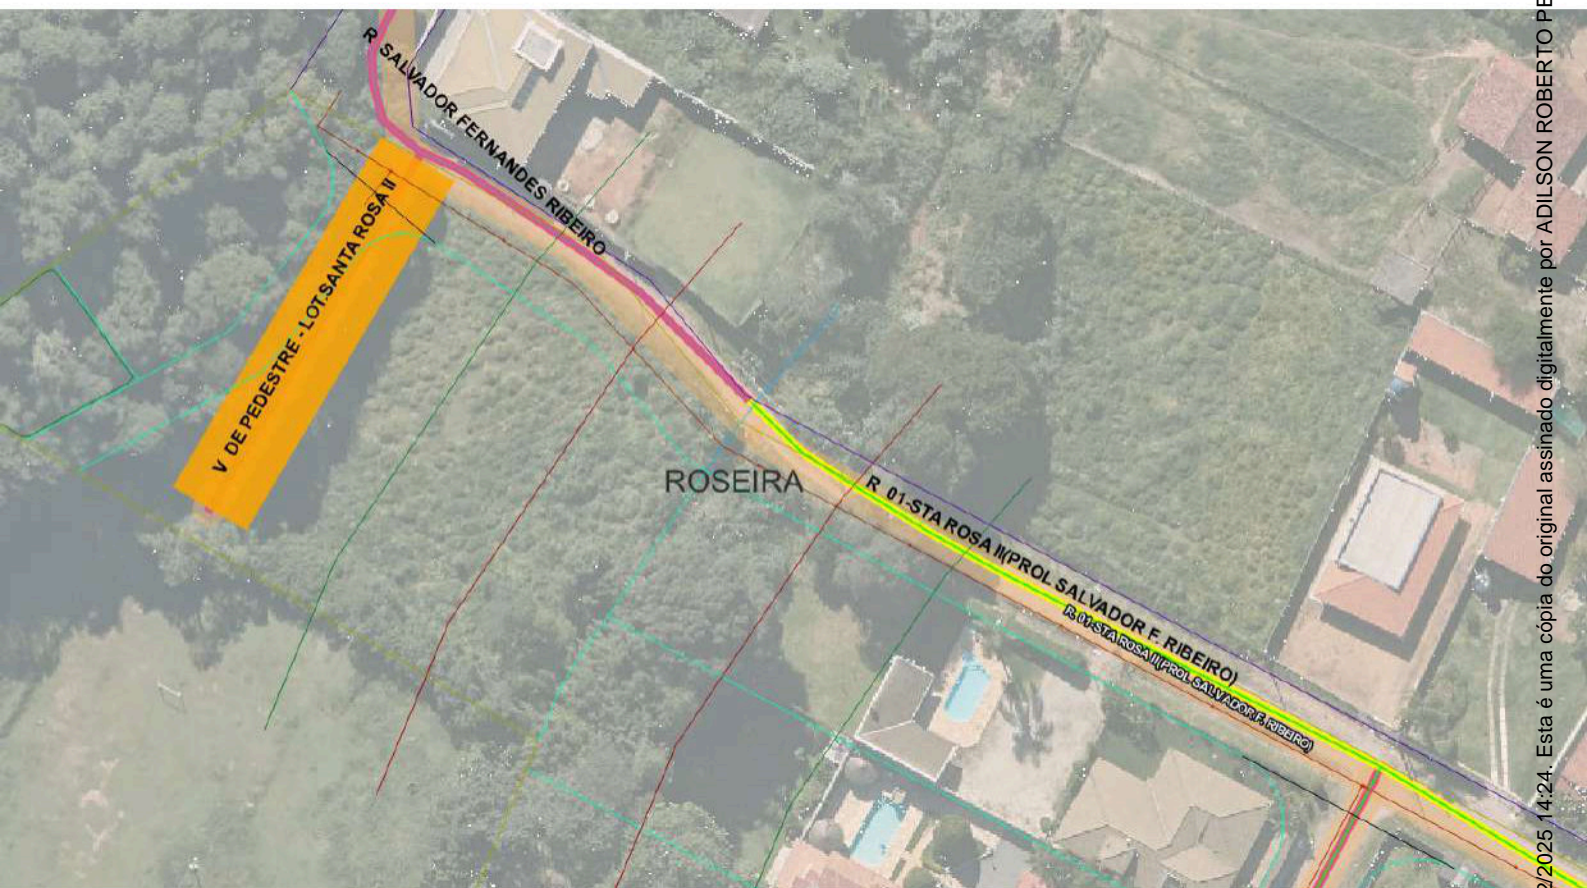 R SALVADOR FERNANDES RIBEIRO
V DE PEDESTRE - LOT.SANTA ROSA II
ROSEIRA
R 01-STA ROSA II(PROL SALVADOR F. RIBEIRO)
R. 01-STA ROSA II(PROL SALVADOR F. RIBEIRO)
/2025 14:24. Esta é uma cópia do original assinado digitalmente por ADILSON ROBERTO PE